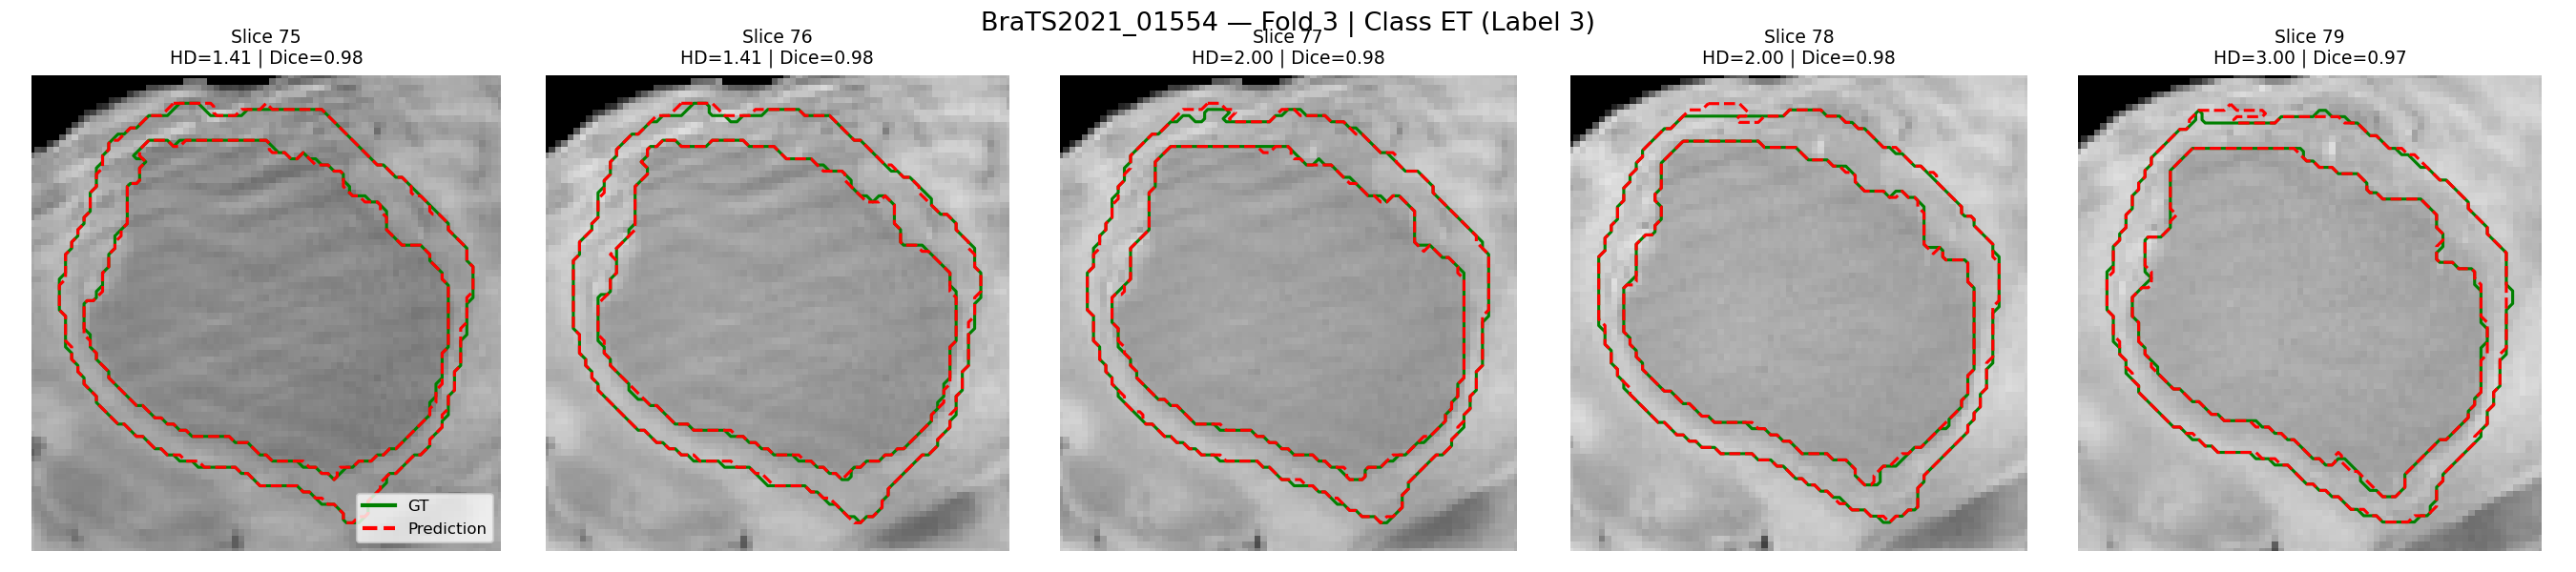 BraTS2021_01554 — Fold 3 | Class ET (Label 3)
Slice 75
HD=1.41 | Dice=0.98
Slice 76
HD=1.41 | Dice=0.98
Slice 77
HD=2.00 | Dice=0.98
Slice 78
HD=2.00 | Dice=0.98
Slice 79
HD=3.00 | Dice=0.97
GT
Prediction